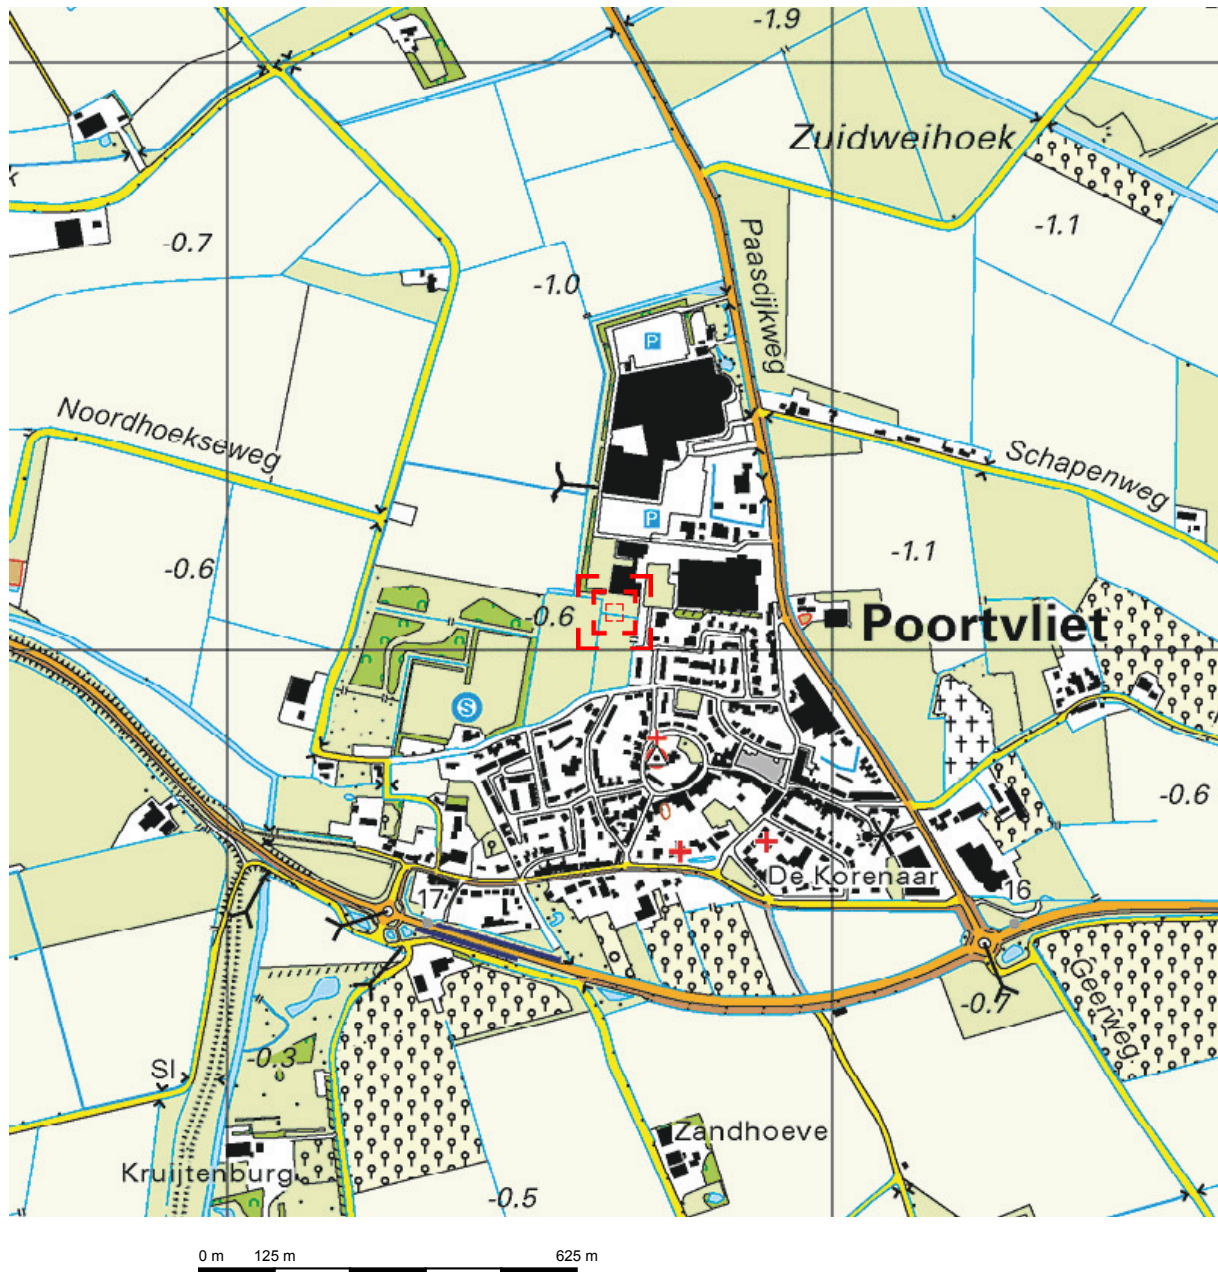 -1.9
Zuidweihoek
-1.1
-0.7
Paasdijkweg
-1.0
P
Noordhoekseweg
Schapenweg
P
-1.1
-0.6
-0.6
Poortvliet
S
-0.6
De Korenaar
17
16
-0.7
Geerweg
-0.3
Sl
Zandhoeve
Kruijtenburg
-0.5
0 m 125 m 625 m